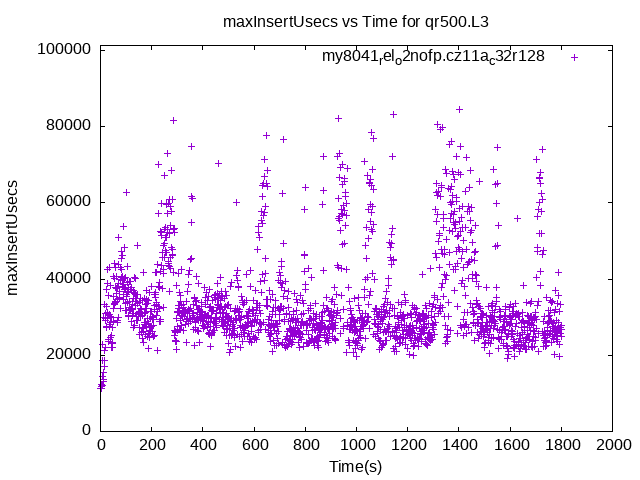 maxInsertUsecs vs Time for qr500.L3
my8041_rel_o2nofp.cz11a_c32r128
100000
80000
60000
40000
20000
0
maxInsertUsecs
0 200 400 600 800 1000 1200 1400 1600 1800 2000
Time(s)